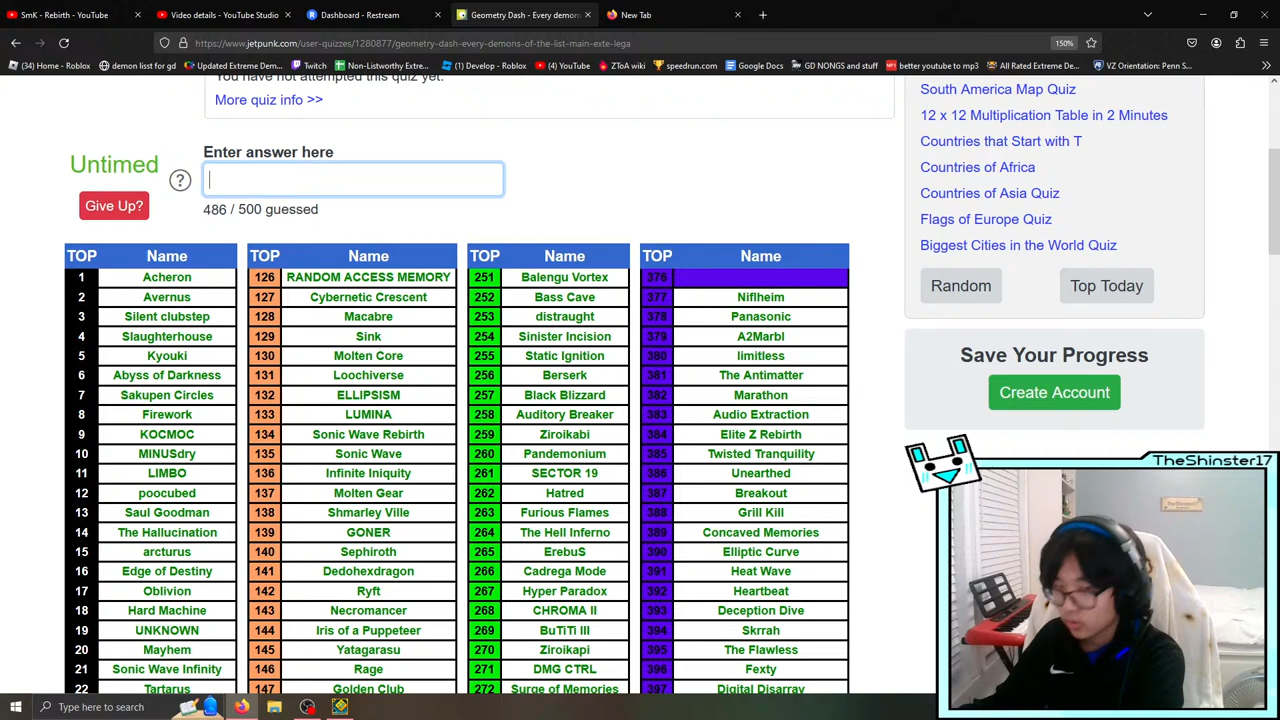 SmK - Rebirth - YouTube
Video details - YouTube Studio
Dashboard - Restream
Geometry Dash - Every demons
New Tab
https://www.jetpunk.com/user-quizzes/1280877/geometry-dash-every-demons-of-the-list-main-exte-lega
150%
(34) Home - Roblox
demon lisst for gd
Updated Extreme Dem...
Twitch
Non-Listworthy Extre...
(1) Develop - Roblox
(4) YouTube
ZToA wiki
speedrun.com
Google Docs
GD NONGS and stuff
better youtube to mp3
All Rated Extreme De...
VZ Orientation: Penn S...
You have not attempted this quiz yet.
More quiz info >>
Untimed
?
Give Up?
Enter answer here
486 / 500 guessed
South America Map Quiz
12 x 12 Multiplication Table in 2 Minutes
Countries that Start with T
Countries of Africa
Countries of Asia Quiz
Flags of Europe Quiz
Biggest Cities in the World Quiz
Random
Top Today
Save Your Progress
Create Account
TOP Name TOP Name TOP Name TOP Name
1 Acheron 126 RANDOM ACCESS MEMORY 251 Balengu Vortex 376
2 Avernus 127 Cybernetic Crescent 252 Bass Cave 377 Niflheim
3 Silent clubstep 128 Macabre 253 distraught 378 Panasonic
4 Slaughterhouse 129 Sink 254 Sinister Incision 379 A2Marbl
5 Kyouki 130 Molten Core 255 Static Ignition 380 limitless
6 Abyss of Darkness 131 Loochiverse 256 Berserk 381 The Antimatter
7 Sakupen Circles 132 ELLIPSISM 257 Black Blizzard 382 Marathon
8 Firework 133 LUMINA 258 Auditory Breaker 383 Audio Extraction
9 KOCMOC 134 Sonic Wave Rebirth 259 Ziroikabi 384 Elite Z Rebirth
10 MINUSdry 135 Sonic Wave 260 Pandemonium 385 Twisted Tranquility
11 LIMBO 136 Infinite Iniquity 261 SECTOR 19 386 Unearthed
12 poocubed 137 Molten Gear 262 Hatred 387 Breakout
13 Saul Goodman 138 Shmarley Ville 263 Furious Flames 388 Grill Kill
14 The Hallucination 139 GONER 264 The Hell Inferno 389 Concaved Memories
15 arcturus 140 Sephiroth 265 ErebuS 390 Elliptic Curve
16 Edge of Destiny 141 Dedohexdragon 266 Cadrega Mode 391 Heat Wave
17 Oblivion 142 Ryft 267 Hyper Paradox 392 Heartbeat
18 Hard Machine 143 Necromancer 268 CHROMA II 393 Deception Dive
19 UNKNOWN 144 Iris of a Puppeteer 269 BuTiTi III 394 Skrrah
20 Mayhem 145 Yatagarasu 270 Ziroikapi 395 The Flawless
21 Sonic Wave Infinity 146 Rage 271 DMG CTRL 396 Fexty
22 Tartarus 147 Golden Club 272 Surge of Memories 397 Digital Disarray
TheShinster17
Type here to search